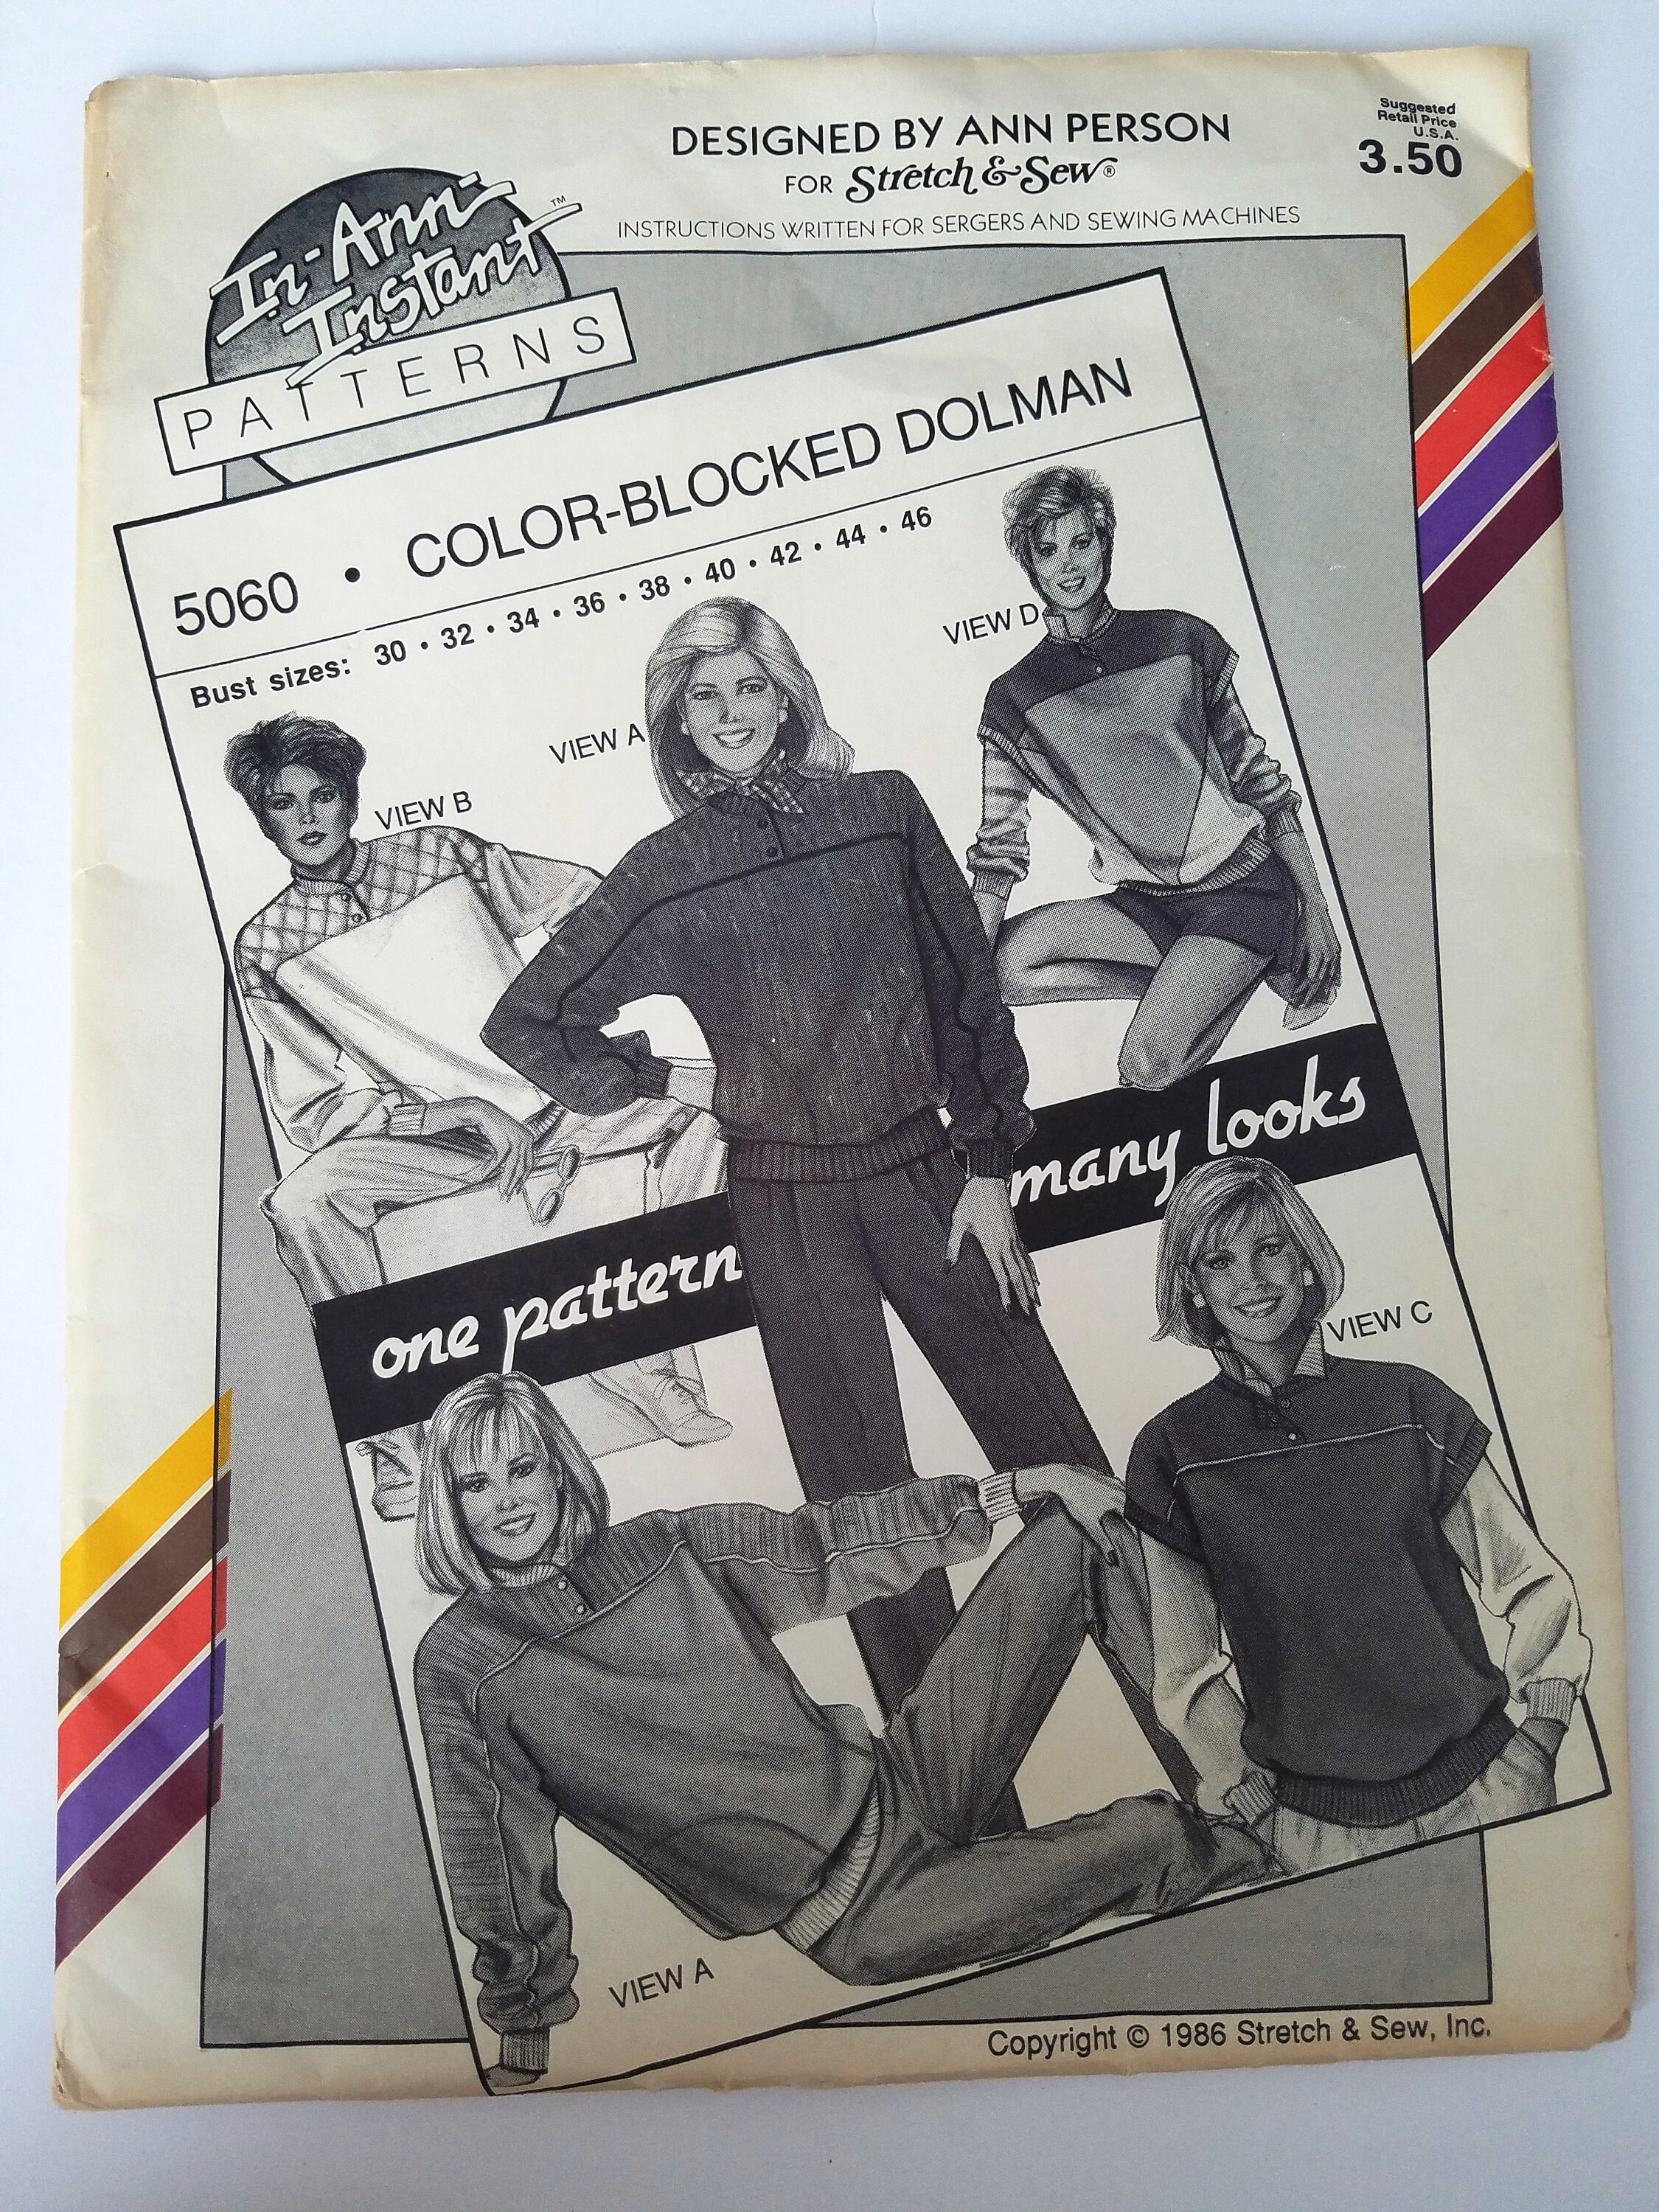 Suggested
Retail Price
U.S.A.
3.50
DESIGNED BY ANN PERSON
FOR Stretch & Sew®
INSTRUCTIONS WRITTEN FOR SERGERS AND SEWING MACHINES
In-Ann-
Instant™
PATTERNS
5060 • COLOR-BLOCKED DOLMAN
Bust sizes: 30 • 32 • 34 • 36 • 38 • 40 • 42 • 44 • 46
VIEW D
VIEW A
VIEW B
one pattern many looks
VIEW C
VIEW A
Copyright © 1986 Stretch & Sew, Inc.